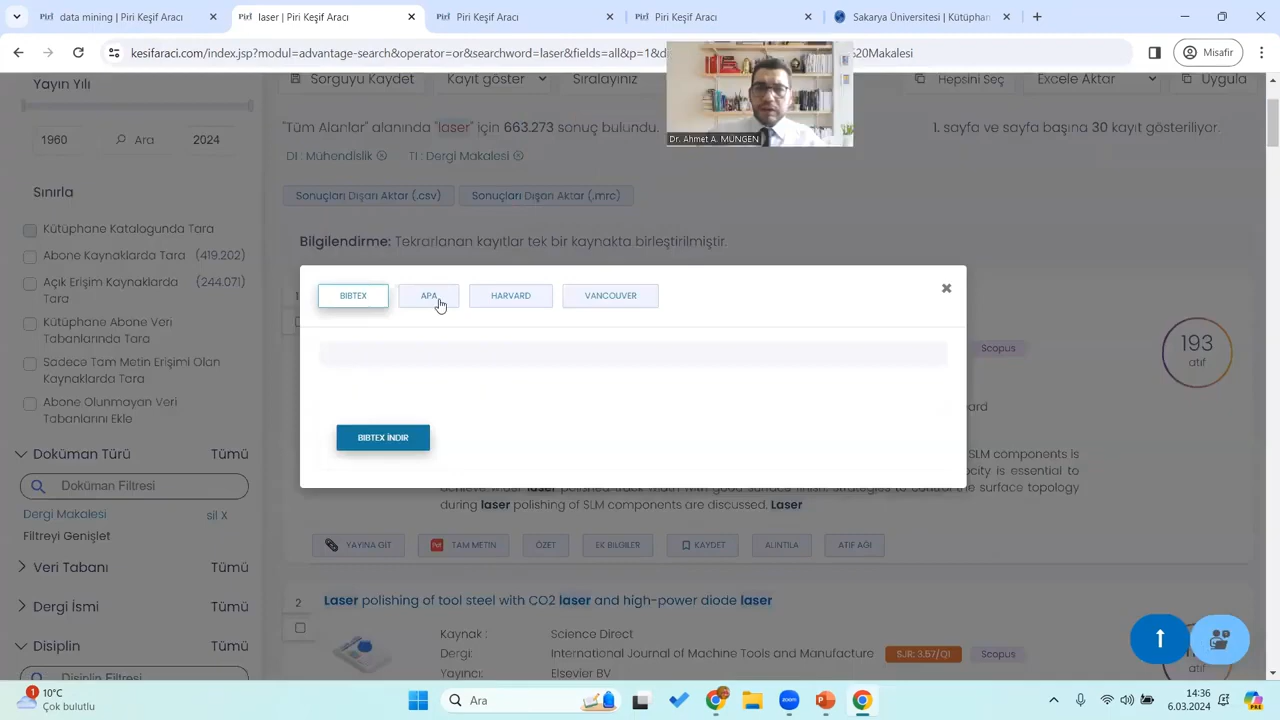 data mining | Piri Keşif Aracı
laser | Piri Keşif Aracı
Piri Keşif Aracı
Piri Keşif Aracı
Sakarya Üniversitesi | Kütüphan
kesifaraci.com/index.jsp?modul=advantane-search&operator=or&search=laser&fields=all&p=1&d
%20Makalesi
Misafir
Yayın Yılı
1960
Ara
2024
Sorguyu Kaydet
Kayıt göster
Sıralayınız
Hepsini Seç
Excele Aktar
Uygula
"Tüm Alanlar" alanında "laser" için 663.273 sonuç bulundu.
1. sayfa ve sayfa başına 30 kayıt gösteriliyor.
DI : Mühendislik
TI : Dergi Makalesi
Sonuçları Dışarı Aktar (.csv)
Sonuçları Dışarı Aktar (.mrc)
Bilgilendirme: Tekrarlanan kayıtlar tek bir kaynakta birleştirilmiştir.
Dr. Ahmet A. MÜNGEN
Sınırla
Kütüphane Katalogunda Tara
Abone Kaynaklarda Tara (419.202)
Açık Erişim Kaynaklarda Tara (244.071)
Kütüphane Abone Veri
Tabanlarında Tara
Sadece Tam Metin Erişimi Olan
Kaynaklarda Tara
Abone Olunmayan Veri
Tabanlarını Ekle
Doküman Türü
Tümü
Doküman Filtresi
Dergi Makalesi
sil X
Filtreyi Genişlet
Veri Tabanı
Tümü
Dergi İsmi
Tümü
Disiplin
Tümü
Disiplin Filtresi
BIBTEX
APA
HARVARD
VANCOUVER
BIBTEX İNDİR
Scopus
193
atıf
SLM components is
ocity is essential to
achieve wider laser polished track width with good surface finish. Strategies to control the surface topology
during laser polishing of SLM components are discussed. Laser
YAYINA GİT
TAM METİN
ÖZET
EK BİLGİLER
KAYDET
ALINTILA
ATIF AĞI
2
Laser polishing of tool steel with CO2 laser and high-power diode laser
Kaynak :
Science Direct
Dergi:
International Journal of Machine Tools and Manufacture
SJR: 3.57/Q1
Scopus
Yayıncı:
Elsevier BV
1
10°C
Çok bulutlu
Ara
zoom
14:36
6.03.2024